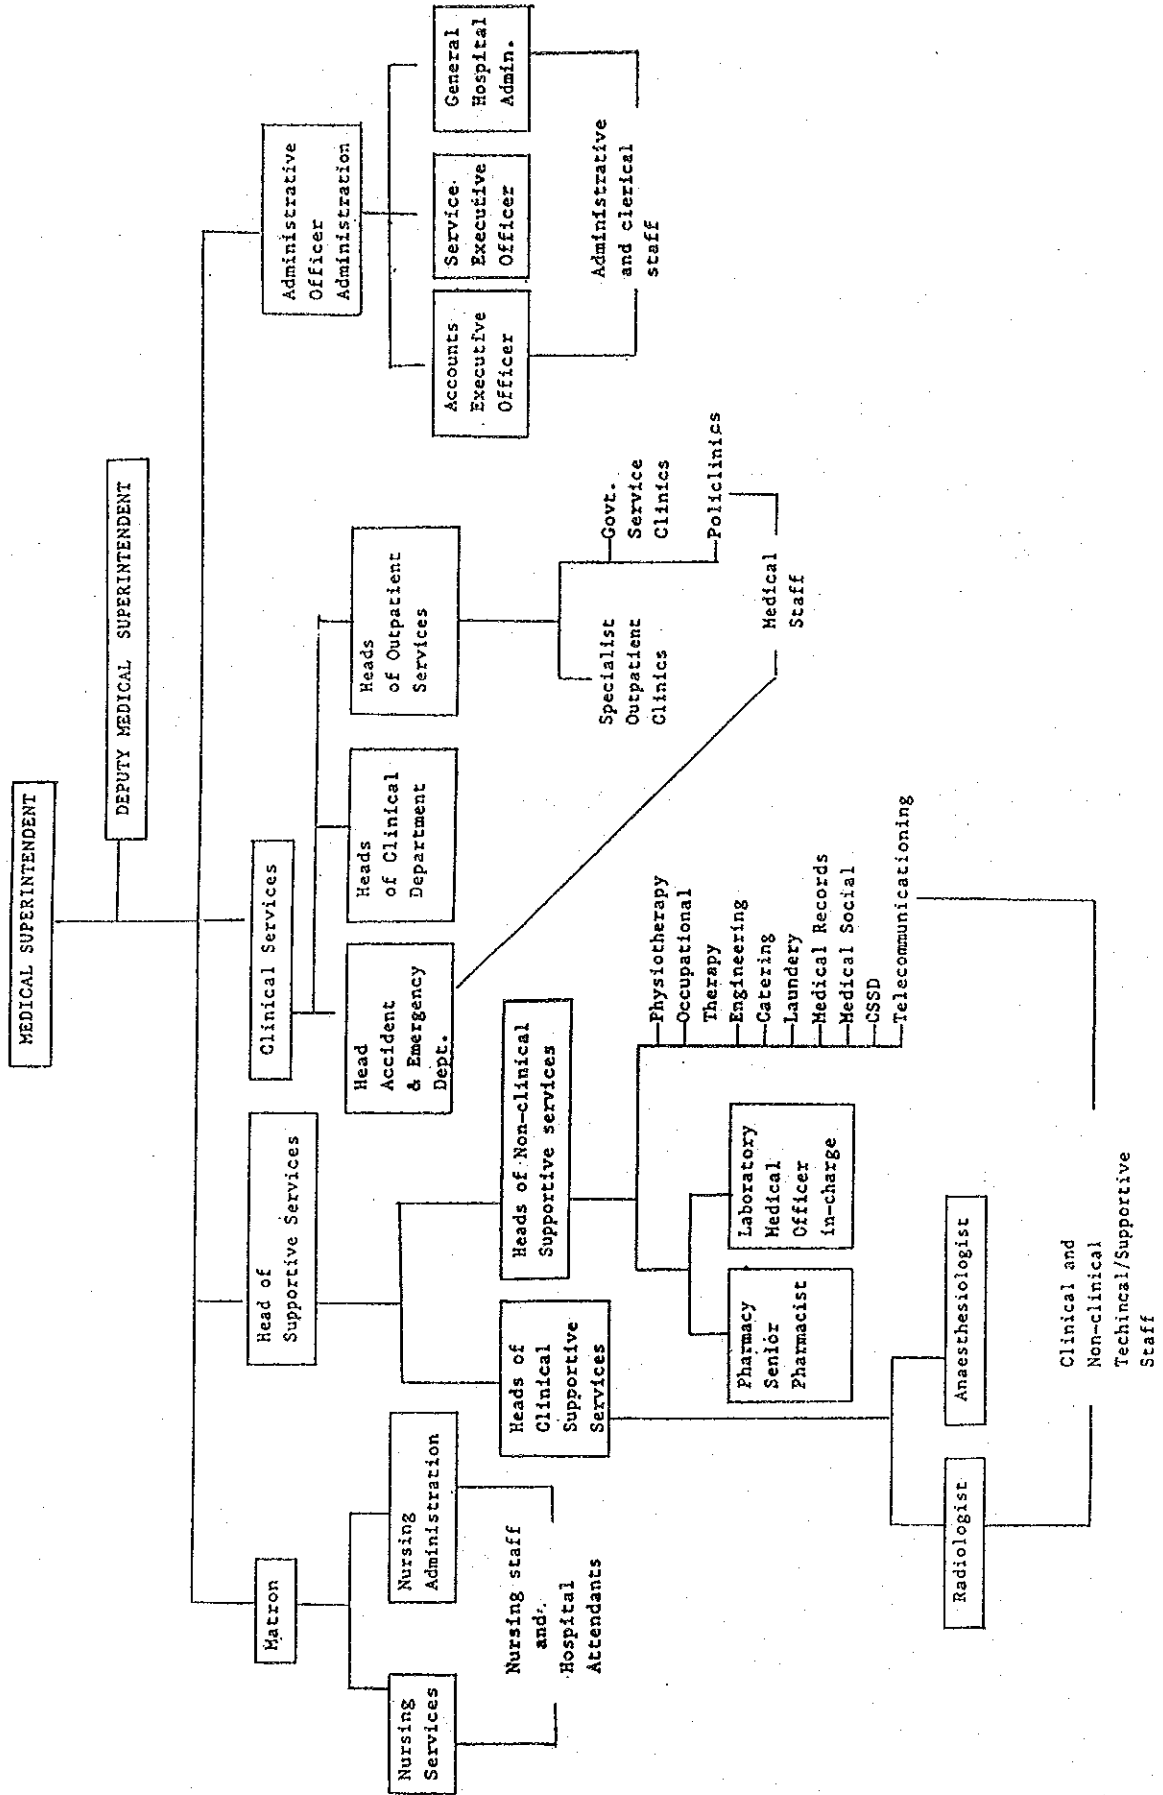 MEDICAL SUPERINTENDENT
DEPUTY MEDICAL SUPERINTENDENT
Matron
Head of
Supportive Services
Clinical Services
Administrative
Officer
Administration
Nursing
Services
Nursing
Administration
Nursing staff
and
Hospital
Attendants
Heads of
Clinical
Supportive
Services
Heads of Non-clinical
Supportive services
Pharmacy
Senior
Pharmacist
Laboratory
Medical
Officer
in-charge
Physiotherapy
Occupational
Therapy
Engineering
Catering
Laundery
Medical Records
Medical Social
CSSD
Telecommunicationing
Radiologist
Anaesthesiologist
Clinical and
Non-clinical
Techincal/Supportive
Staff
Head
Accident
& Emergency
Dept.
Heads
of Clinical
Department
Heads
of Outpatient
Services
Specialist
Outpatient
Clinics
Govt.
Service
Clinics
Policlinics
Medical
Staff
Accounts
Executive
Officer
Service
Executive
Officer
General
Hospital
Admin.
Administrative
and clerical
staff